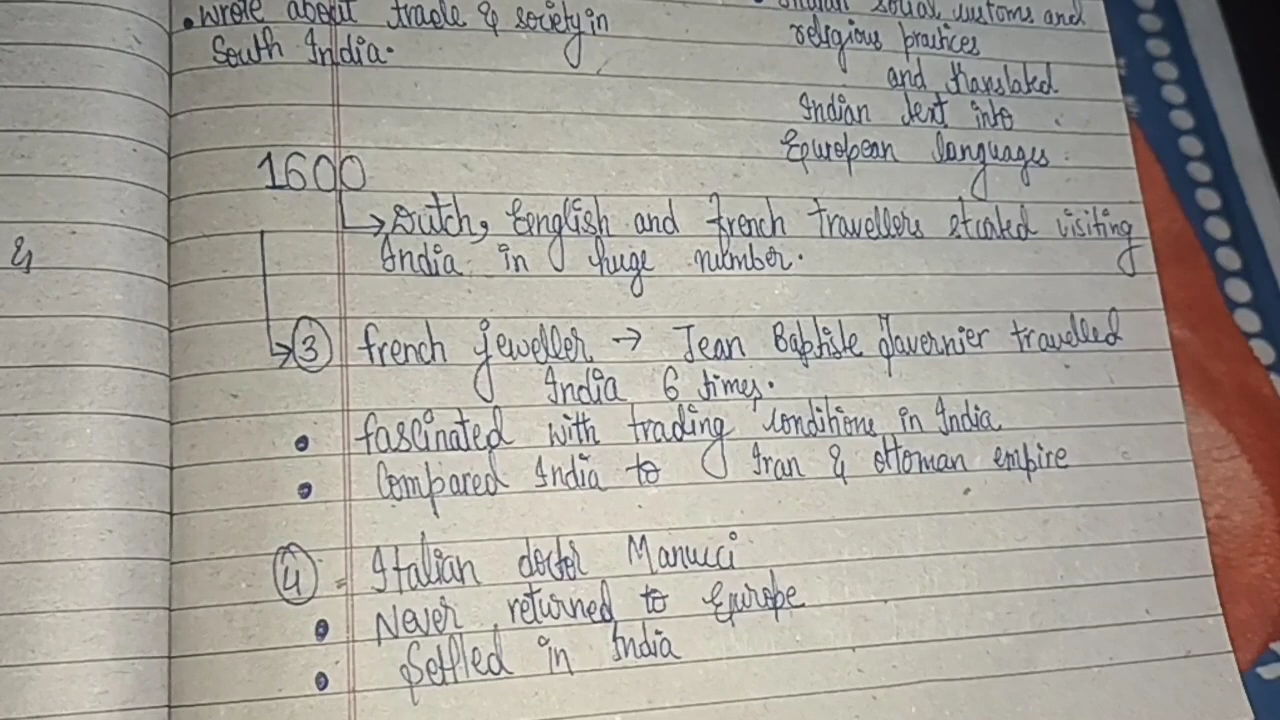 • wrote about trade & society in
South India.
Indian social customs and
religious practices
and translated
Indian text into
Equropean languages.
1600
→ Dutch, English and french travellers started visiting
India in huge number.
&
→ ③ french jeweller → Jean Baptiste Tavernier travelled
India 6 times.
• fascinated with trading conditions in India
• Compared India to Iran & ottoman empire
④ - Italian doctor Manucci
• Never returned to Europe
• Settled in India